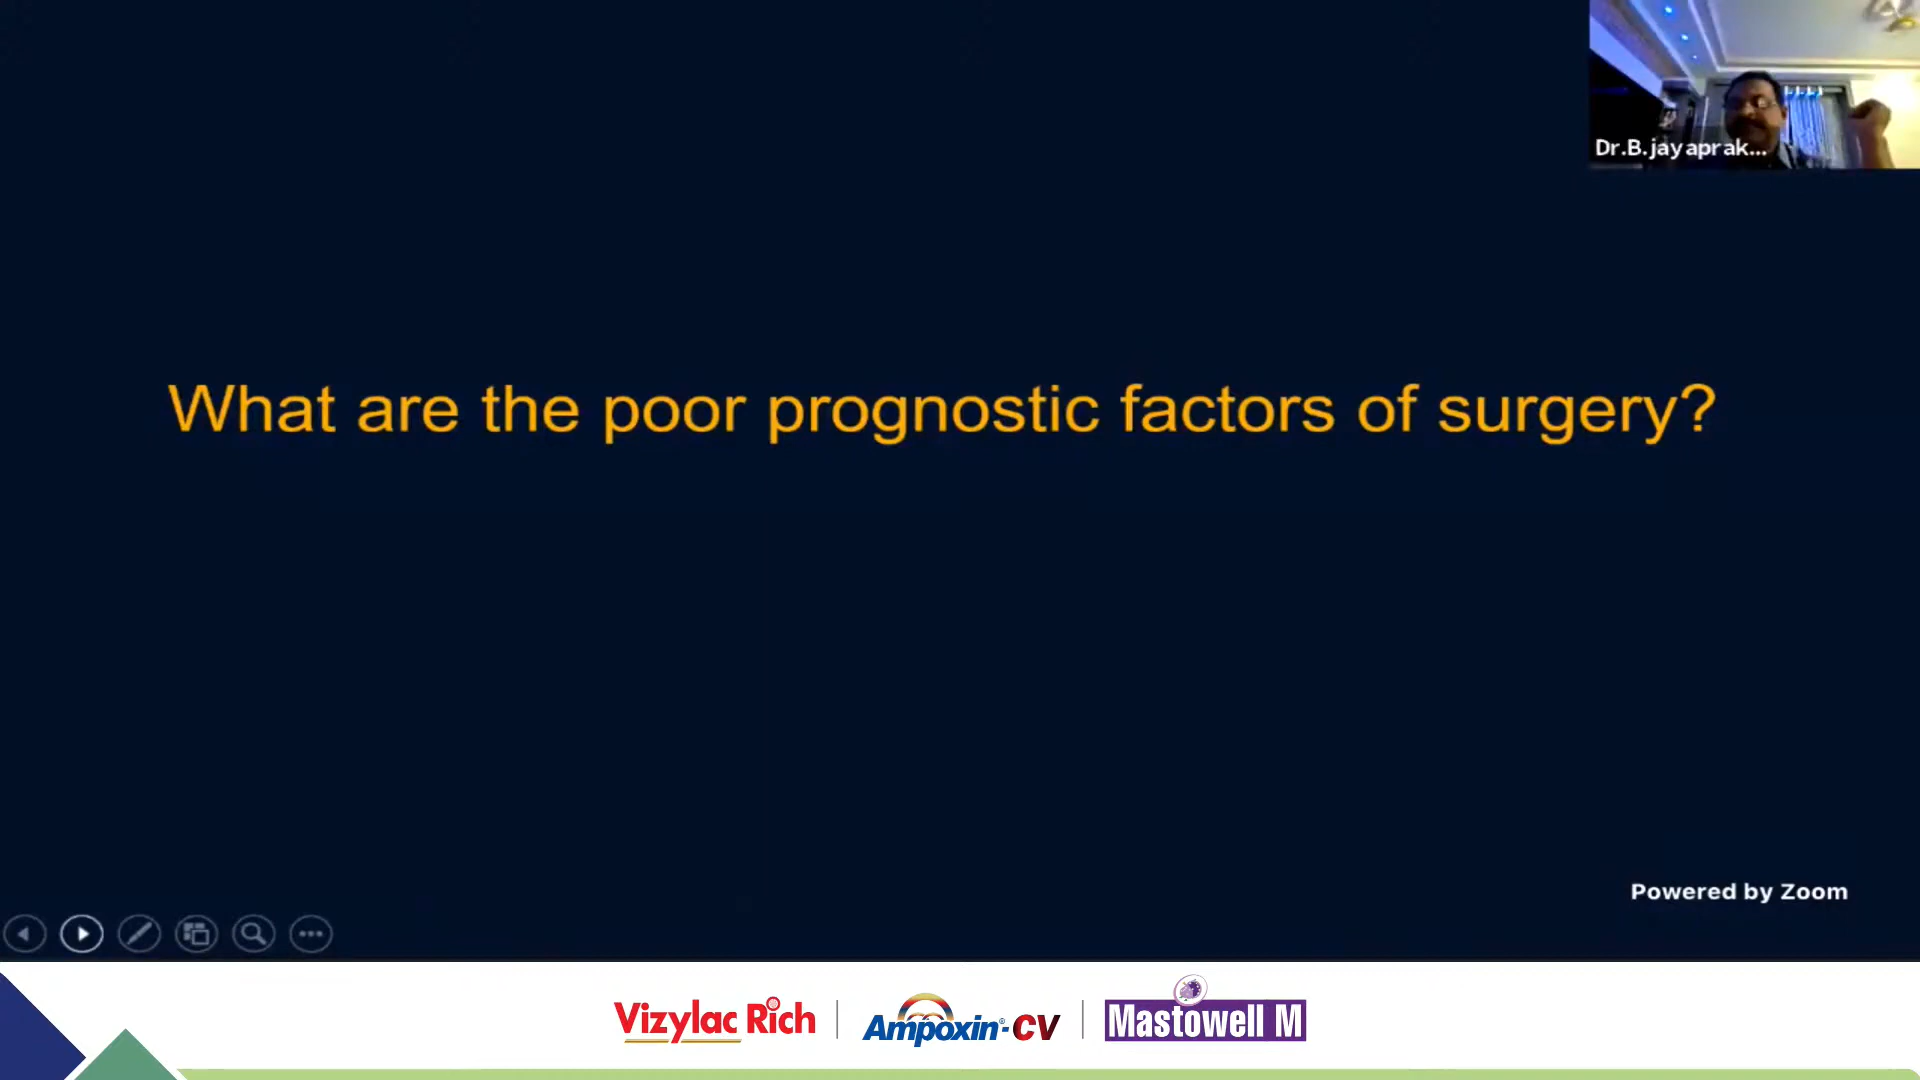 Dr.B.jayaprak...
What are the poor prognostic factors of surgery?
Powered by Zoom
Vizylac Rich
Ampoxin®-CV
Mastowell M